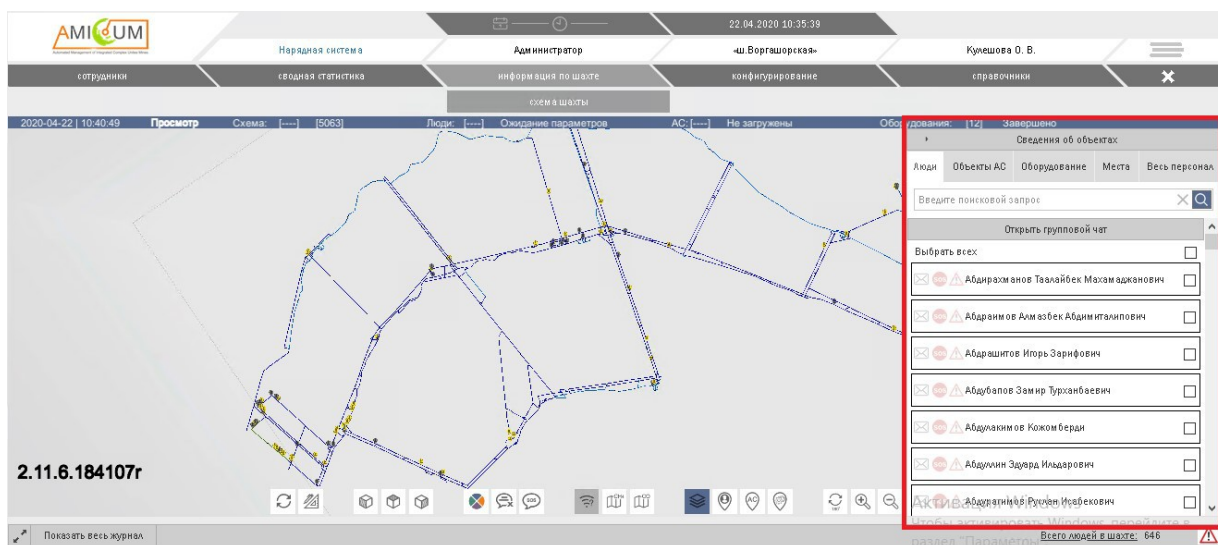 AMICUM
22.04.2020 10:35:39
Нарядная система Администратор «ш.Воргашорская» Кулешова О. В.
сотрудники сводная статистика информация по шахте конфигурирование справочники
схема шахты
2020-04-22 | 10:40:49 Просмотр Схема: [----] [5063] Люди: [----] Ожидание параметров АС: [----] Не загружены Оборудования: [12] Завершено
Сведения об объектах
Люди Объекты АС Оборудование Места Весь персонал
Введите поисковой запрос
Открыть групповой чат
Выбрать всех
Абдирахманов Таалайбек Махамаджанович
Абдраимов Алмазбек Абдимиталипович
Абдрашитов Игорь Зарифович
Абдубапов Замир Турханбаевич
Абдулакимов Кожомберди
Абдуллин Эдуард Ильдарович
Абдурагимов Руслан Исабекович
2.11.6.184107r
Активация Windows
Чтобы активировать Windows, перейдите в
раздел "Параметры
Показать весь журнал Всего людей в шахте: 646